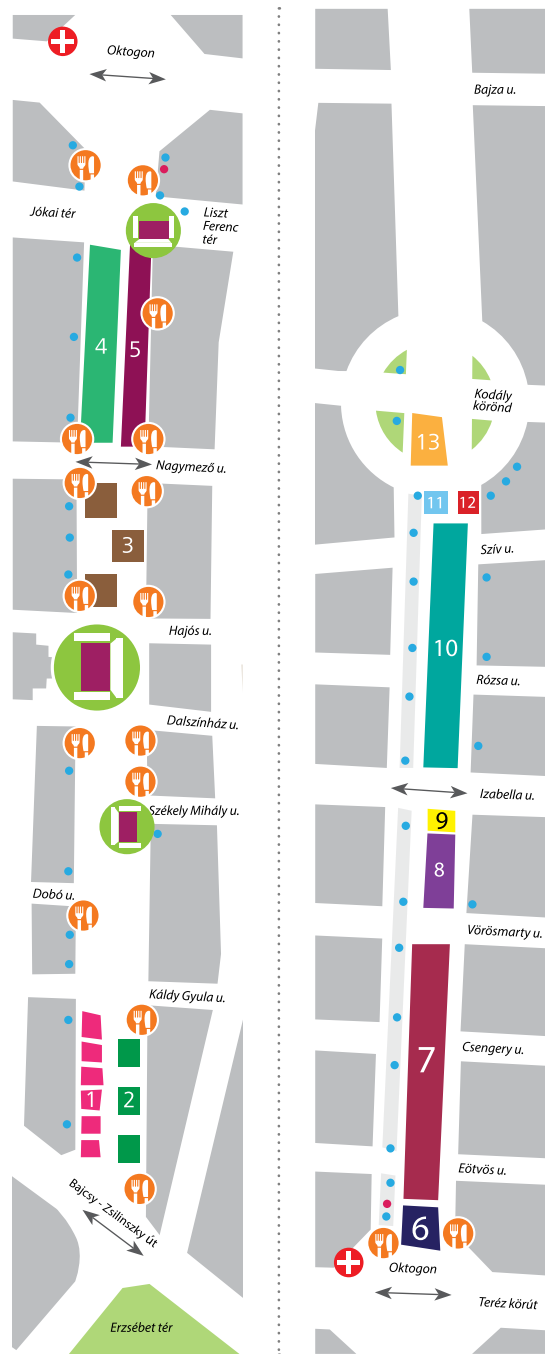 Oktogon
Jókai tér
Liszt
Ferenc
tér
4
5
Nagymező u.
3
Hajós u.
Dalszínház u.
Székely Mihály u.
Dobó u.
Káldy Gyula u.
1
2
Bajcsy - Zsilinszky út
Erzsébet tér
Bajza u.
Kodály
körönd
13
11
12
Szív u.
10
Rózsa u.
Izabella u.
9
8
Vörösmarty u.
7
Csengery u.
Eötvös u.
6
Oktogon
Teréz körút